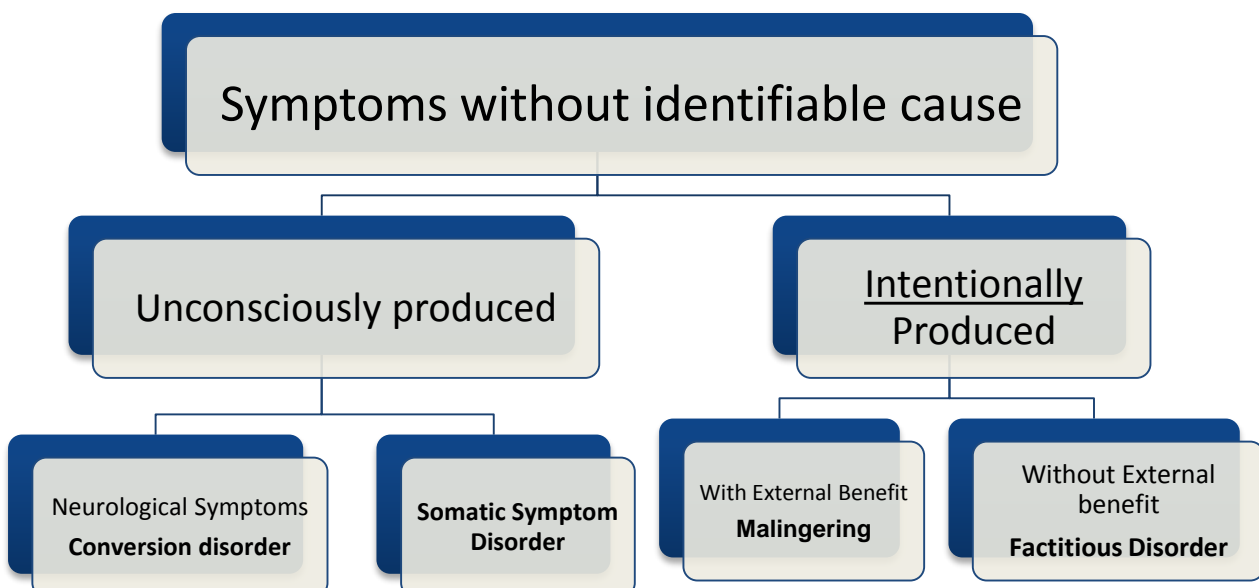 Symptoms without identifiable cause
Unconsciously produced
Intentionally
Produced
Neurological Symptoms
Conversion disorder
Somatic Symptom
Disorder
With External Benefit
Malingering
Without External
benefit
Factitious Disorder